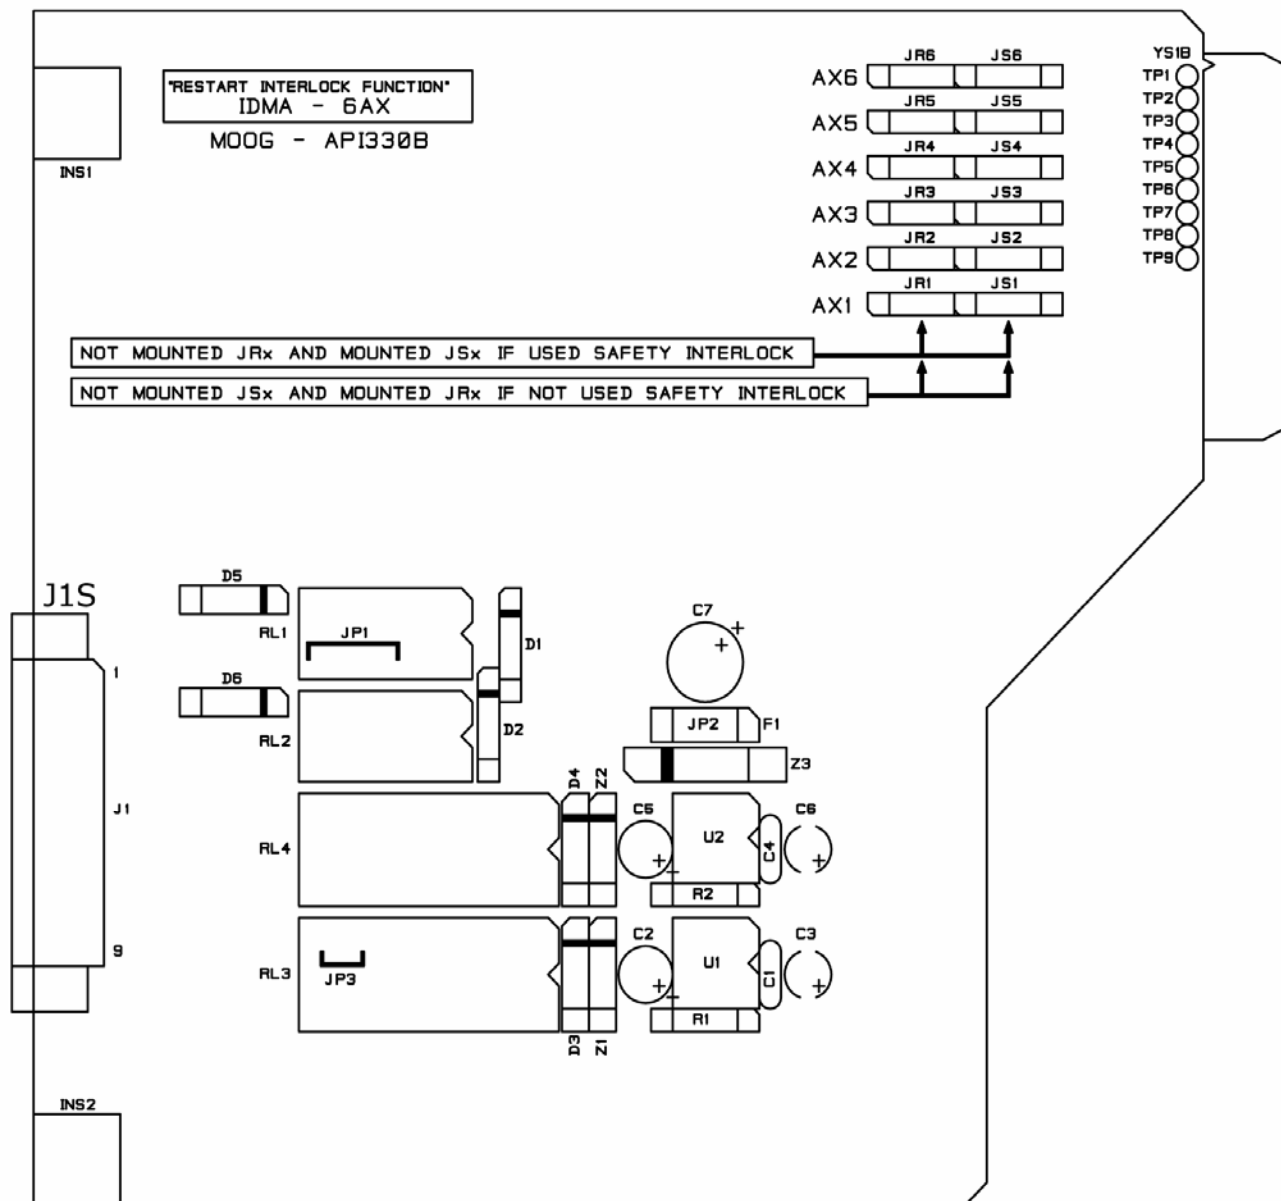 "RESTART INTERLOCK FUNCTION"
IDMA - 6AX
MOOG - API330B
INS1
AX6 JR6 JS6
AX5 JR5 JS5
AX4 JR4 JS4
AX3 JR3 JS3
AX2 JR2 JS2
AX1 JR1 JS1
YS1B
TP1
TP2
TP3
TP4
TP5
TP6
TP7
TP8
TP9
NOT MOUNTED JRx AND MOUNTED JSx IF USED SAFETY INTERLOCK
NOT MOUNTED JSx AND MOUNTED JRx IF NOT USED SAFETY INTERLOCK
J1S
1
J1
9
D5
RL1
JP1
D1
D6
RL2
D2
C7
JP2 F1
Z3
D4
Z2
RL4
C5
U2
C4
C6
R2
RL3
JP3
D3
Z1
C2
U1
C1
C3
R1
INS2